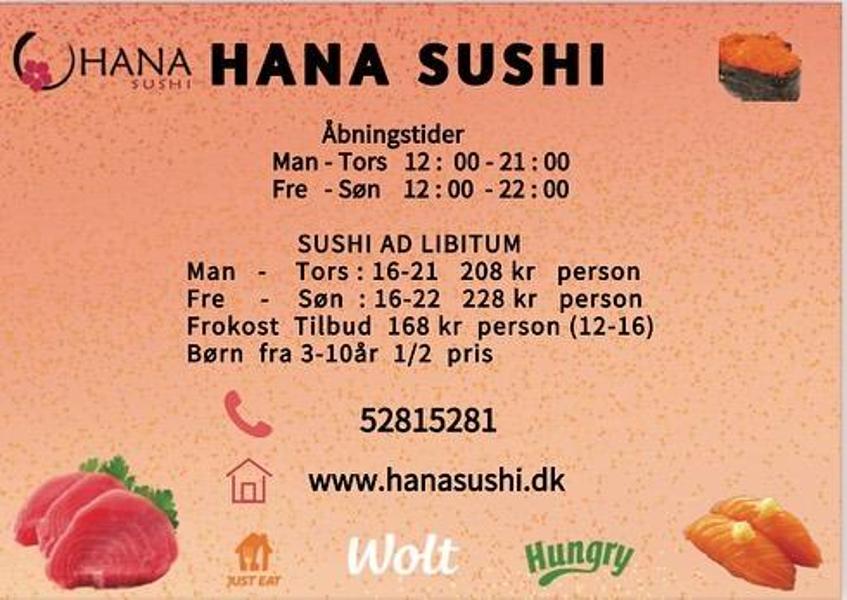 HANA
SUSHI
HANA SUSHI
Åbningstider
Man - Tors 12 : 00 - 21 : 00
Fre - Søn 12 : 00 - 22 : 00
SUSHI AD LIBITUM
Man - Tors : 16-21 208 kr person
Fre - Søn : 16-22 228 kr person
Frokost Tilbud 168 kr person (12-16)
Børn fra 3-10år 1/2 pris
52815281
www.hanasushi.dk
JUST EAT
Wolt
Hungry